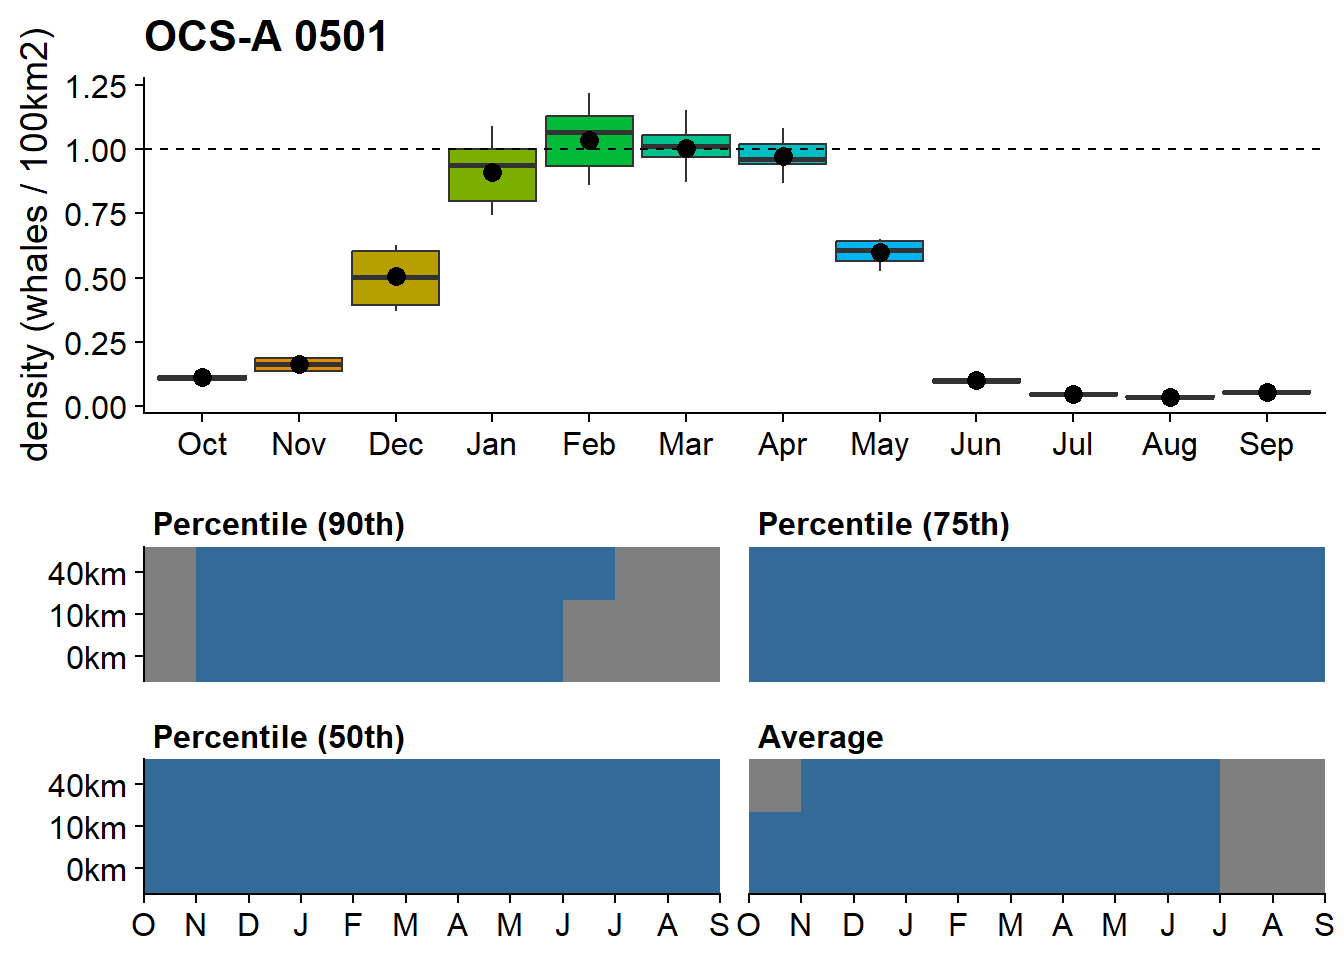 OCS-A 0501
density (whales / 100km2)
1.25
1.00
0.75
0.50
0.25
0.00
Oct Nov Dec Jan Feb Mar Apr May Jun Jul Aug Sep
Percentile (90th) Percentile (75th)
40km
10km
0km
Percentile (50th) Average
40km
10km
0km
O N D J F M A M J J A S O N D J F M A M J J A S